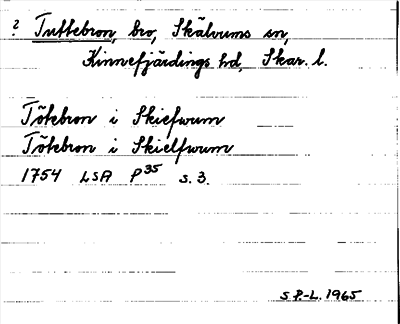 ? Tuttebron, bro, Skälvums sn,
Kinnefjärdings hd, Skar. l.
Tötebron i Skiefwum
Tötebron i Skielfwum
1754 LSA P35 s. 3.
S P.-L. 1965